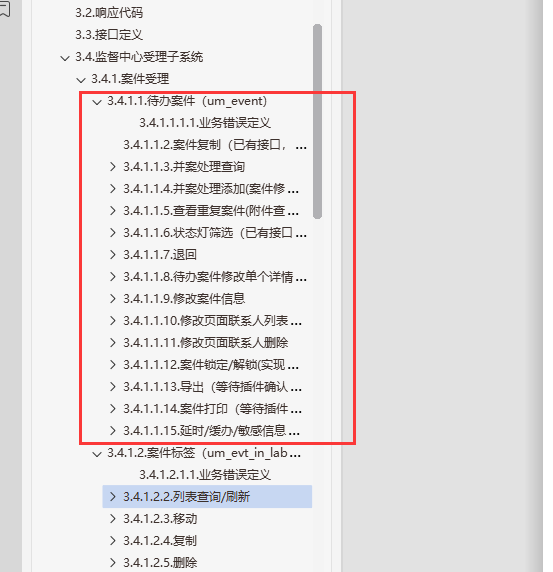 3.2.响应代码
3.3.接口定义
3.4.监督中心受理子系统
3.4.1.案件受理
3.4.1.1.待办案件（um_event）
3.4.1.1.1.1.业务错误定义
3.4.1.1.2.案件复制（已有接口，...
3.4.1.1.3.并案处理查询
3.4.1.1.4.并案处理添加(案件修...
3.4.1.1.5.查看重复案件(附件查...
3.4.1.1.6.状态灯筛选（已有接口...
3.4.1.1.7.退回
3.4.1.1.8.待办案件修改单个详情...
3.4.1.1.9.修改案件信息
3.4.1.1.10.修改页面联系人列表...
3.4.1.1.11.修改页面联系人删除
3.4.1.1.12.案件锁定/解锁(实现...
3.4.1.1.13.导出（等待插件确认...
3.4.1.1.14.案件打印（等待插件...
3.4.1.1.15.延时/缓办/敏感信息...
3.4.1.2.案件标签（um_evt_in_lab...
3.4.1.2.1.1.业务错误定义
3.4.1.2.2.列表查询/刷新
3.4.1.2.3.移动
3.4.1.2.4.复制
3.4.1.2.5.删除